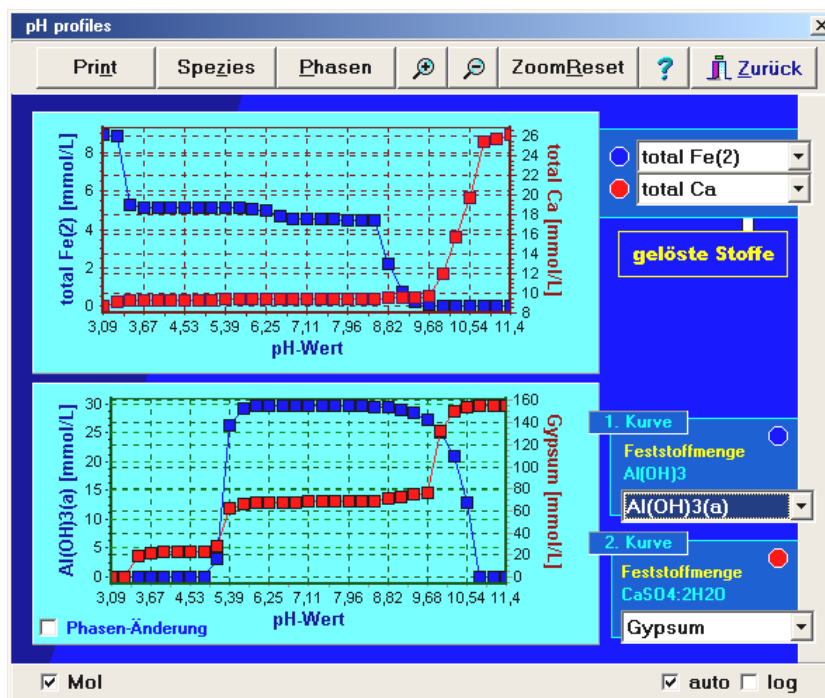 pH profiles
Print Spezies Phasen ZoomReset ? Zurück
total Fe(2) [mmol/L]
8
6
4
2
0
26
24
22
20
18
16
14
12
10
8
total Ca [mmol/L]
3,09 3,67 4,53 5,39 6,25 7,11 7,96 8,82 9,68 10,54 11,4
pH-Wert
total Fe(2)
total Ca
gelöste Stoffe
Al(OH)3(a) [mmol/L]
30
25
20
15
10
5
0
160
140
120
100
80
60
40
20
0
Gypsum [mmol/L]
3,09 3,67 4,53 5,39 6,25 7,11 7,96 8,82 9,68 10,54 11,4
pH-Wert
Phasen-Änderung
1. Kurve
Feststoffmenge
Al(OH)3
Al(OH)3(a)
2. Kurve
Feststoffmenge
CaSO4:2H2O
Gypsum
Mol
auto log